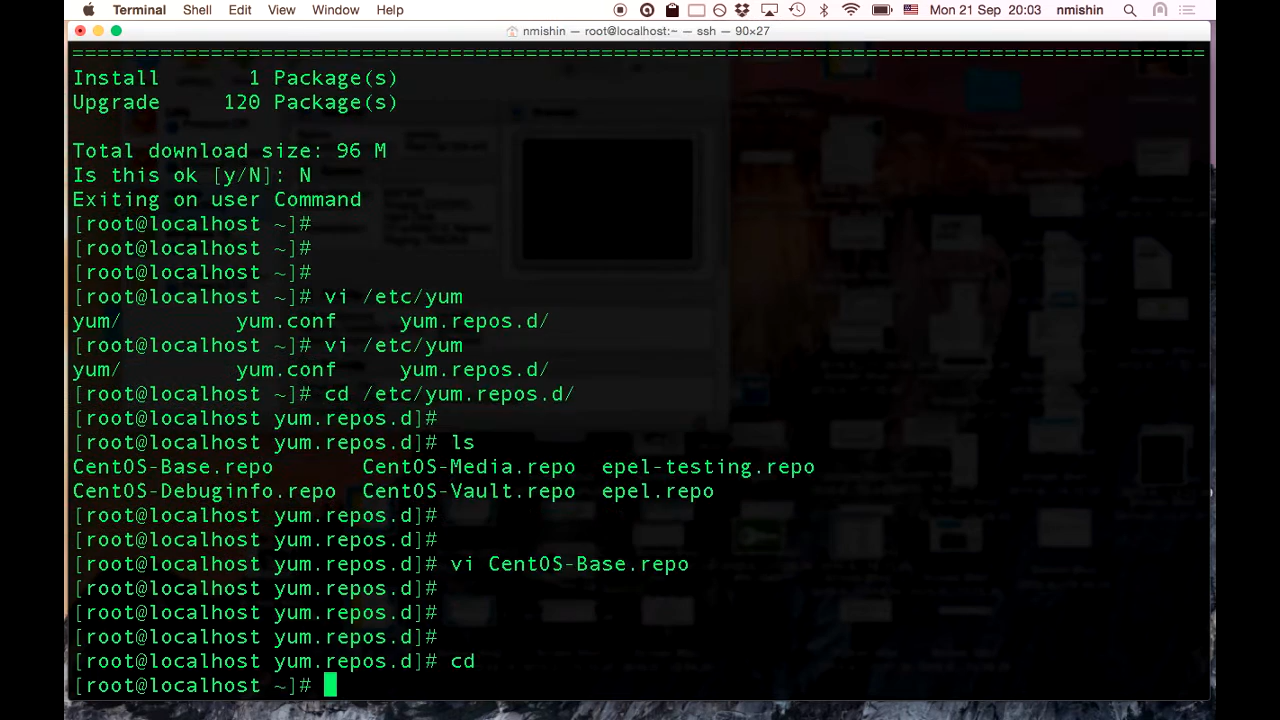 Terminal Shell Edit View Window Help Mon 21 Sep 20:03 nmishin
nmishin — root@localhost:~ — ssh — 90×27
==========================================================================================
Install 1 Package(s)
Upgrade 120 Package(s)
Total download size: 96 M
Is this ok [y/N]: N
Exiting on user Command
[root@localhost ~]#
[root@localhost ~]#
[root@localhost ~]#
[root@localhost ~]# vi /etc/yum
yum/ yum.conf yum.repos.d/
[root@localhost ~]# vi /etc/yum
yum/ yum.conf yum.repos.d/
[root@localhost ~]# cd /etc/yum.repos.d/
[root@localhost yum.repos.d]#
[root@localhost yum.repos.d]# ls
CentOS-Base.repo CentOS-Media.repo epel-testing.repo
CentOS-Debuginfo.repo CentOS-Vault.repo epel.repo
[root@localhost yum.repos.d]#
[root@localhost yum.repos.d]#
[root@localhost yum.repos.d]# vi CentOS-Base.repo
[root@localhost yum.repos.d]#
[root@localhost yum.repos.d]#
[root@localhost yum.repos.d]#
[root@localhost yum.repos.d]# cd
[root@localhost ~]#